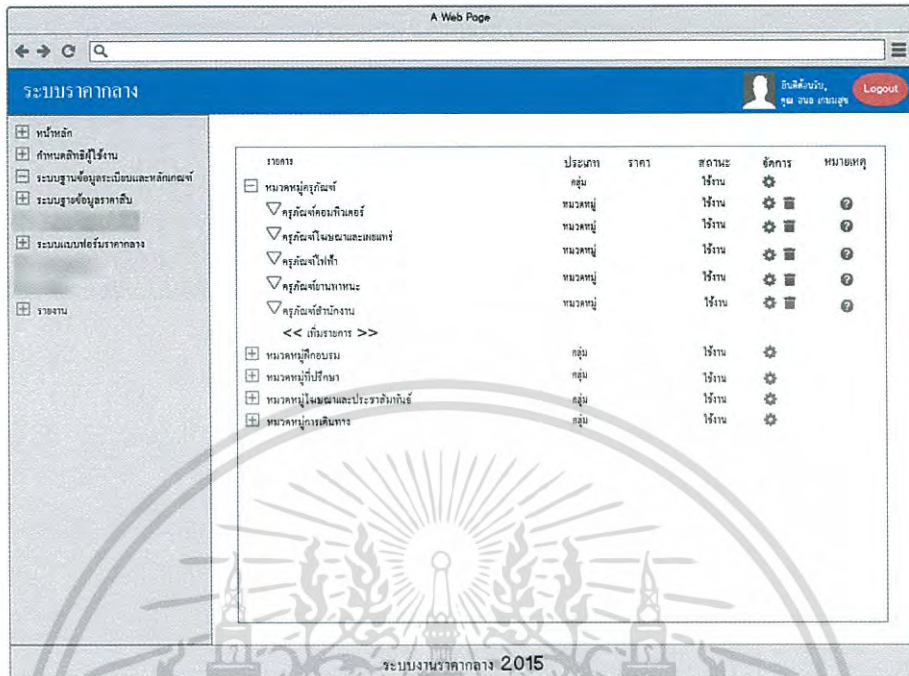 A Web Page
ระบบราคากลาง
ยินดีต้อนรับ,
คุณ
Logout
หน้าหลัก
กำหนดสิทธิผู้ใช้งาน
ระบบฐานข้อมูลระเบียบและหลักเกณฑ์
ระบบฐานข้อมูลราคาสืบ
ระบบแบบฟอร์มราคากลาง
รายงาน
รายการ ประเภท ราคา สถานะ จัดการ หมายเหตุ
หมวดหมู่ครุภัณฑ์ กลุ่ม ใช้งาน
ครุภัณฑ์คอมพิวเตอร์ หมวดหมู่ ใช้งาน
ครุภัณฑ์โฆษณาและเผยแพร่ หมวดหมู่ ใช้งาน
ครุภัณฑ์ไฟฟ้า หมวดหมู่ ใช้งาน
ครุภัณฑ์ยานพาหนะ หมวดหมู่ ใช้งาน
ครุภัณฑ์สำนักงาน หมวดหมู่ ใช้งาน
<< เพิ่มรายการ >>
หมวดหมู่ฝึกอบรม กลุ่ม ใช้งาน
หมวดหมู่ที่ปรึกษา กลุ่ม ใช้งาน
หมวดหมู่โฆษณาและประชาสัมพันธ์ กลุ่ม ใช้งาน
หมวดหมู่การเดินทาง กลุ่ม ใช้งาน
ระบบงานราคากลาง 2015